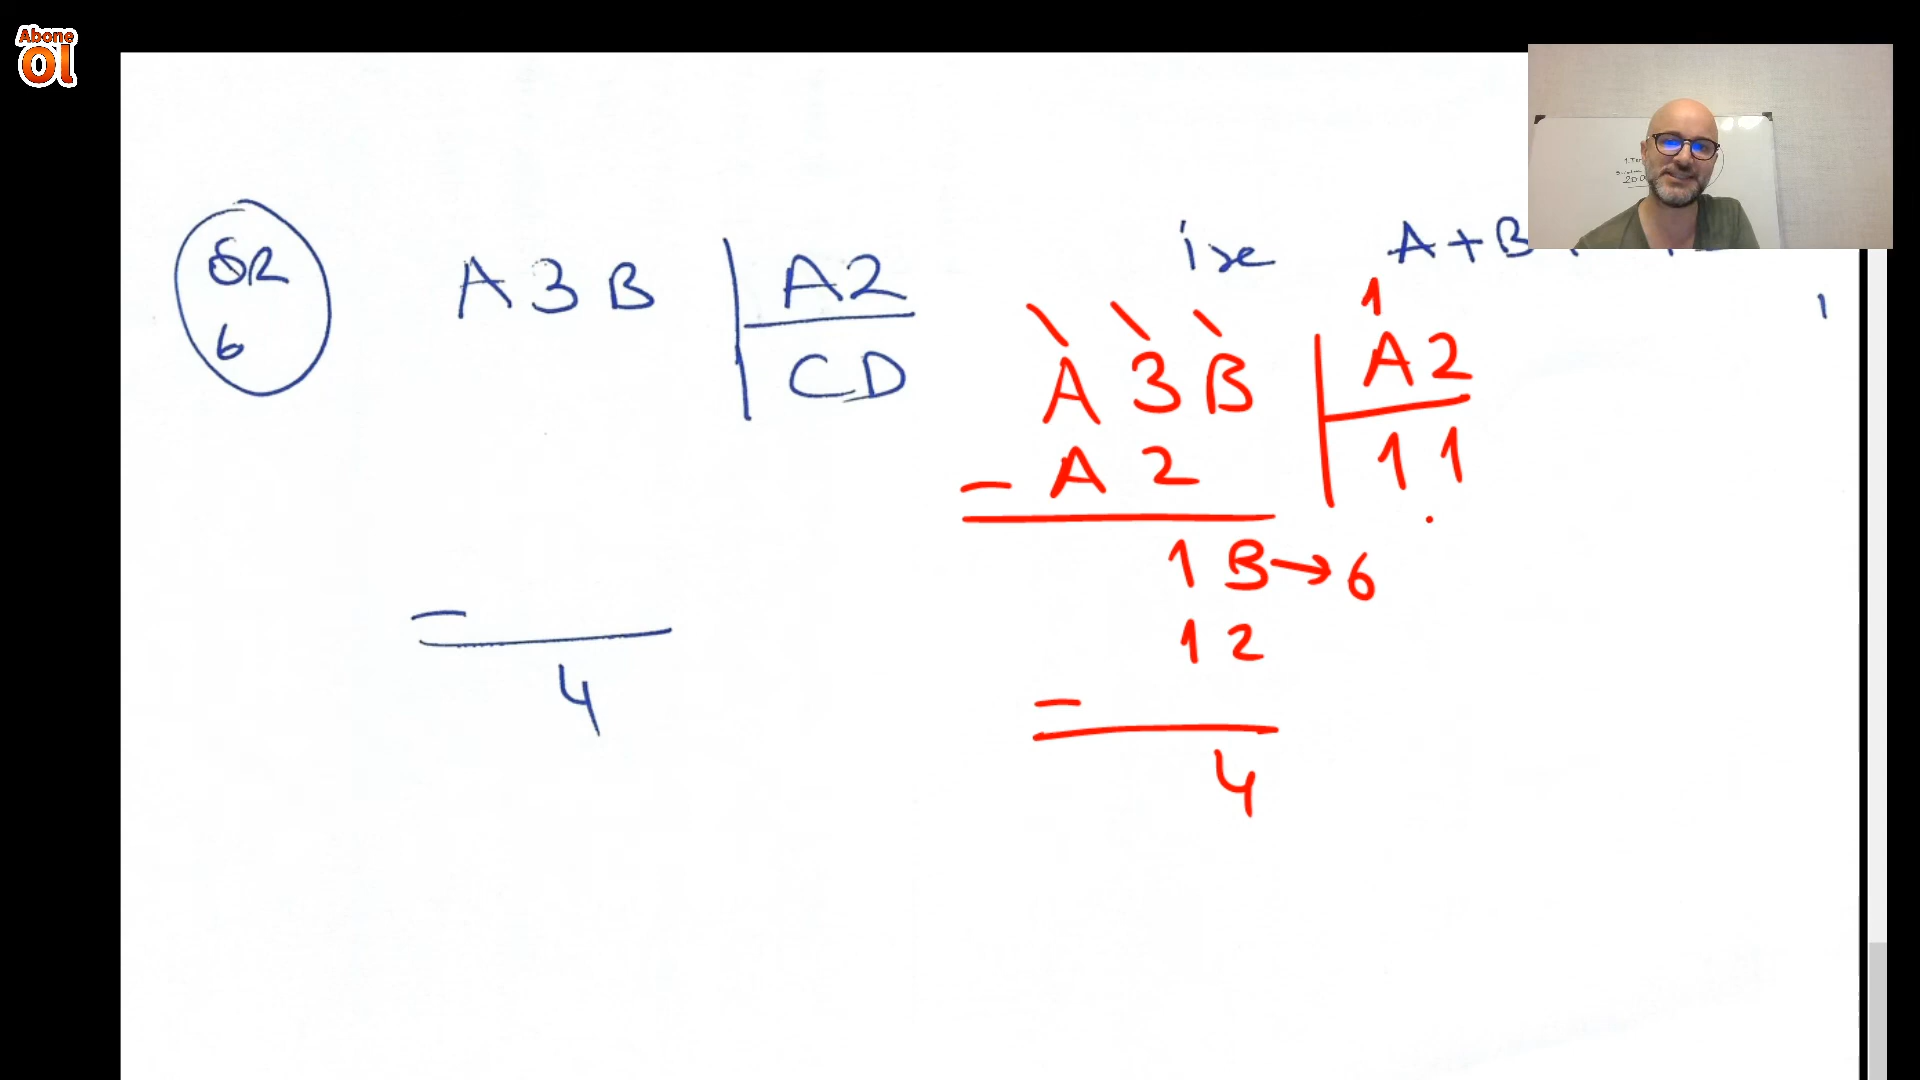 Abone
Ol
ÖR
6
A3B | A2
CD
4
ise A+B
1
A3B | A2
- A2
11
1B → 6
12
4